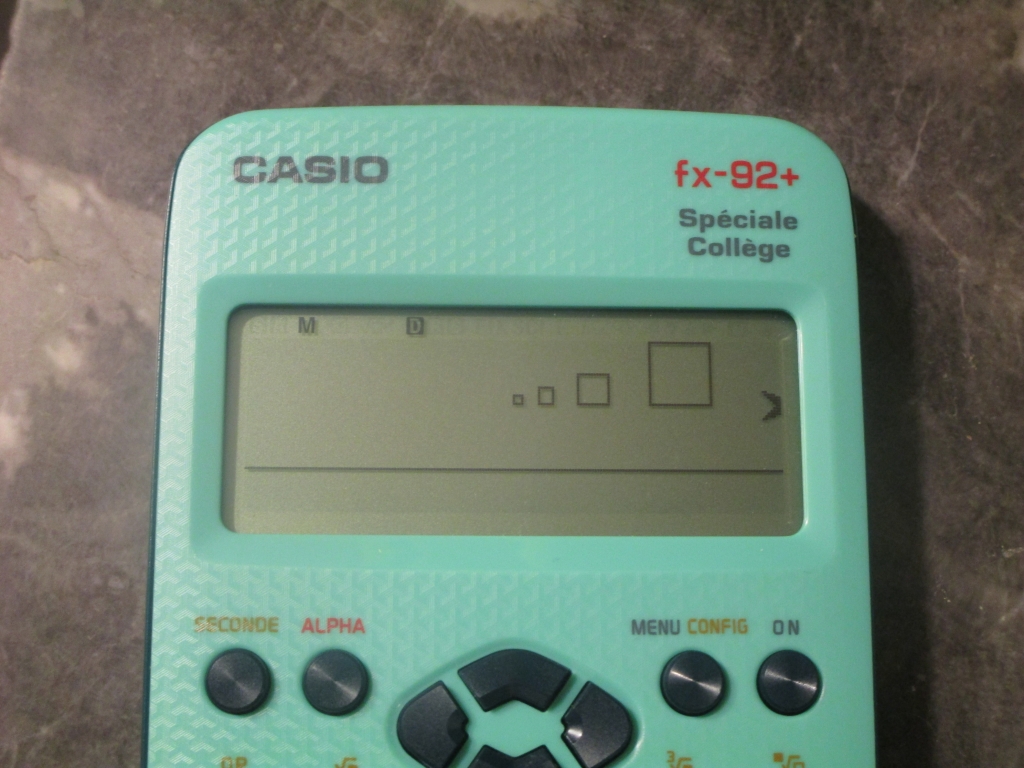 CASIO
fx-92+
Spéciale
Collège
M D
SECONDE ALPHA MENU CONFIG ON